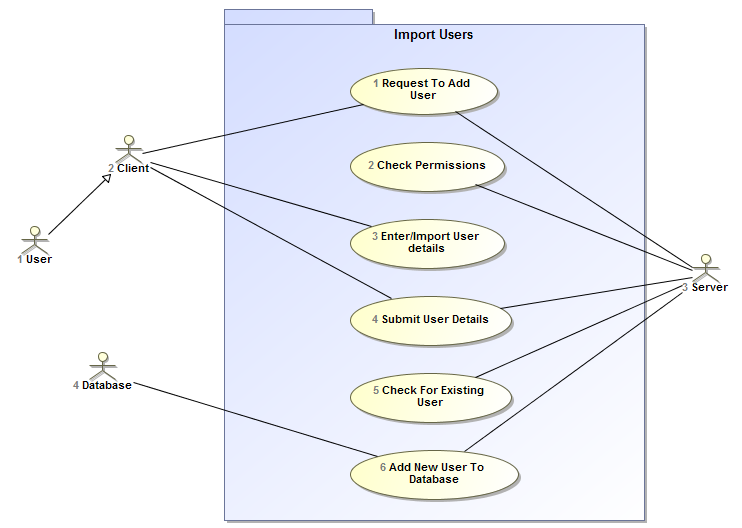 Import Users
1 Request To Add
User
2 Client
2 Check Permissions
3 Enter/Import User
details
1 User
3 Server
4 Submit User Details
4 Database
5 Check For Existing
User
6 Add New User To
Database